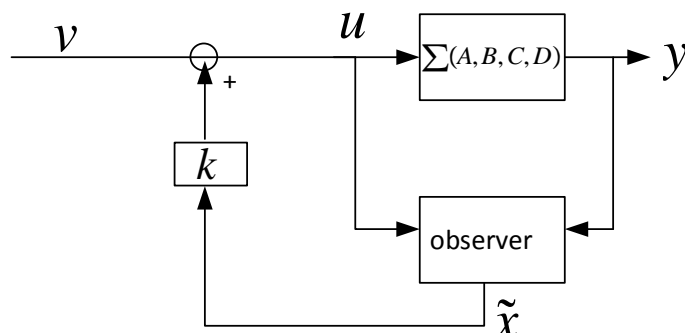 v
u
∑(A, B, C, D)
y
+
k
observer
x̃